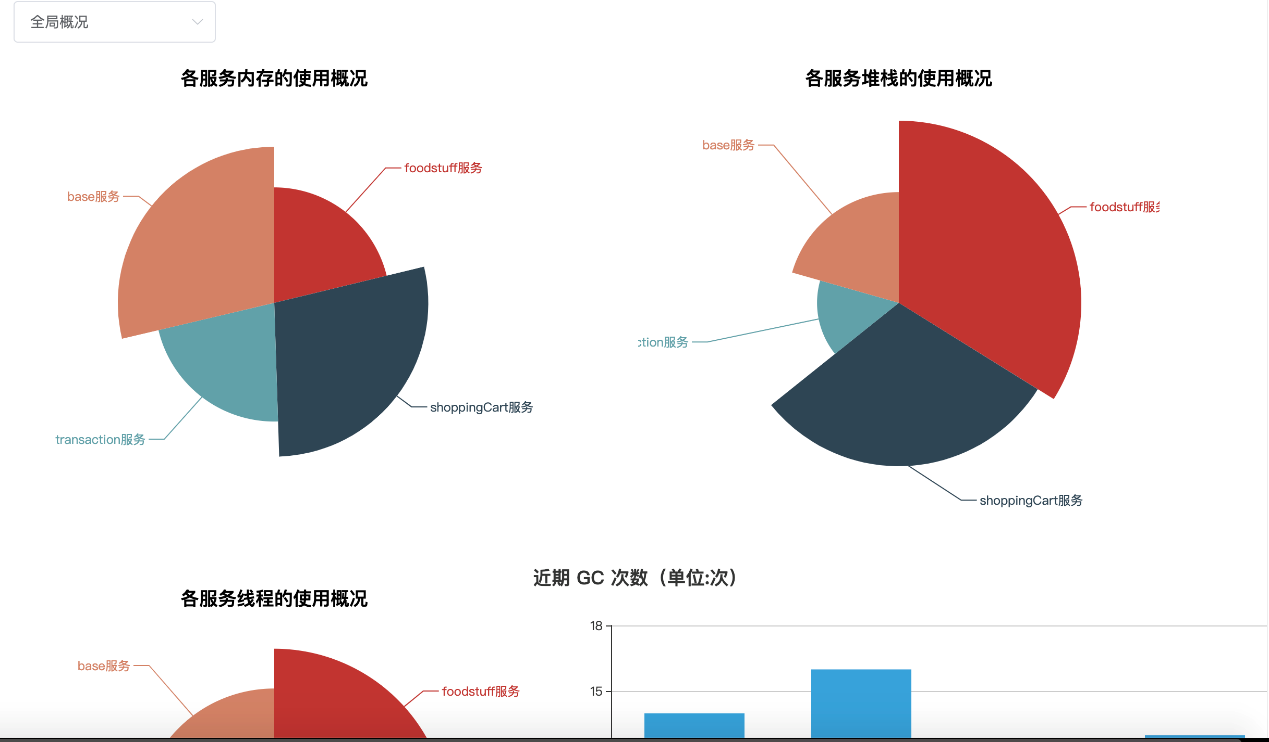 全局概况
各服务内存的使用概况
各服务堆栈的使用概况
base服务
foodstuff服务
transaction服务
shoppingCart服务
base服务
foodstuff服
ction服务
shoppingCart服务
各服务线程的使用概况
base服务
foodstuff服务
近期 GC 次数（单位:次）
18
15